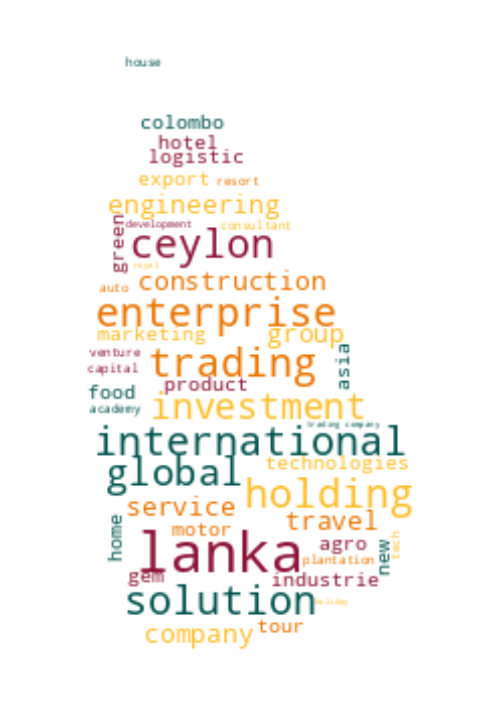 house
colombo
hotel
logistic
export resort
engineering
development consultant
green
ceylon
royal
construction
auto
enterprise
marketing group
venture
trading
asia
capital
product
food
investment
academy
trading company
international
global technologies
holding
service
travel
home
motor
lanka
agro
new
tech
plantation
gem
industrie
solution
holiday
company tour